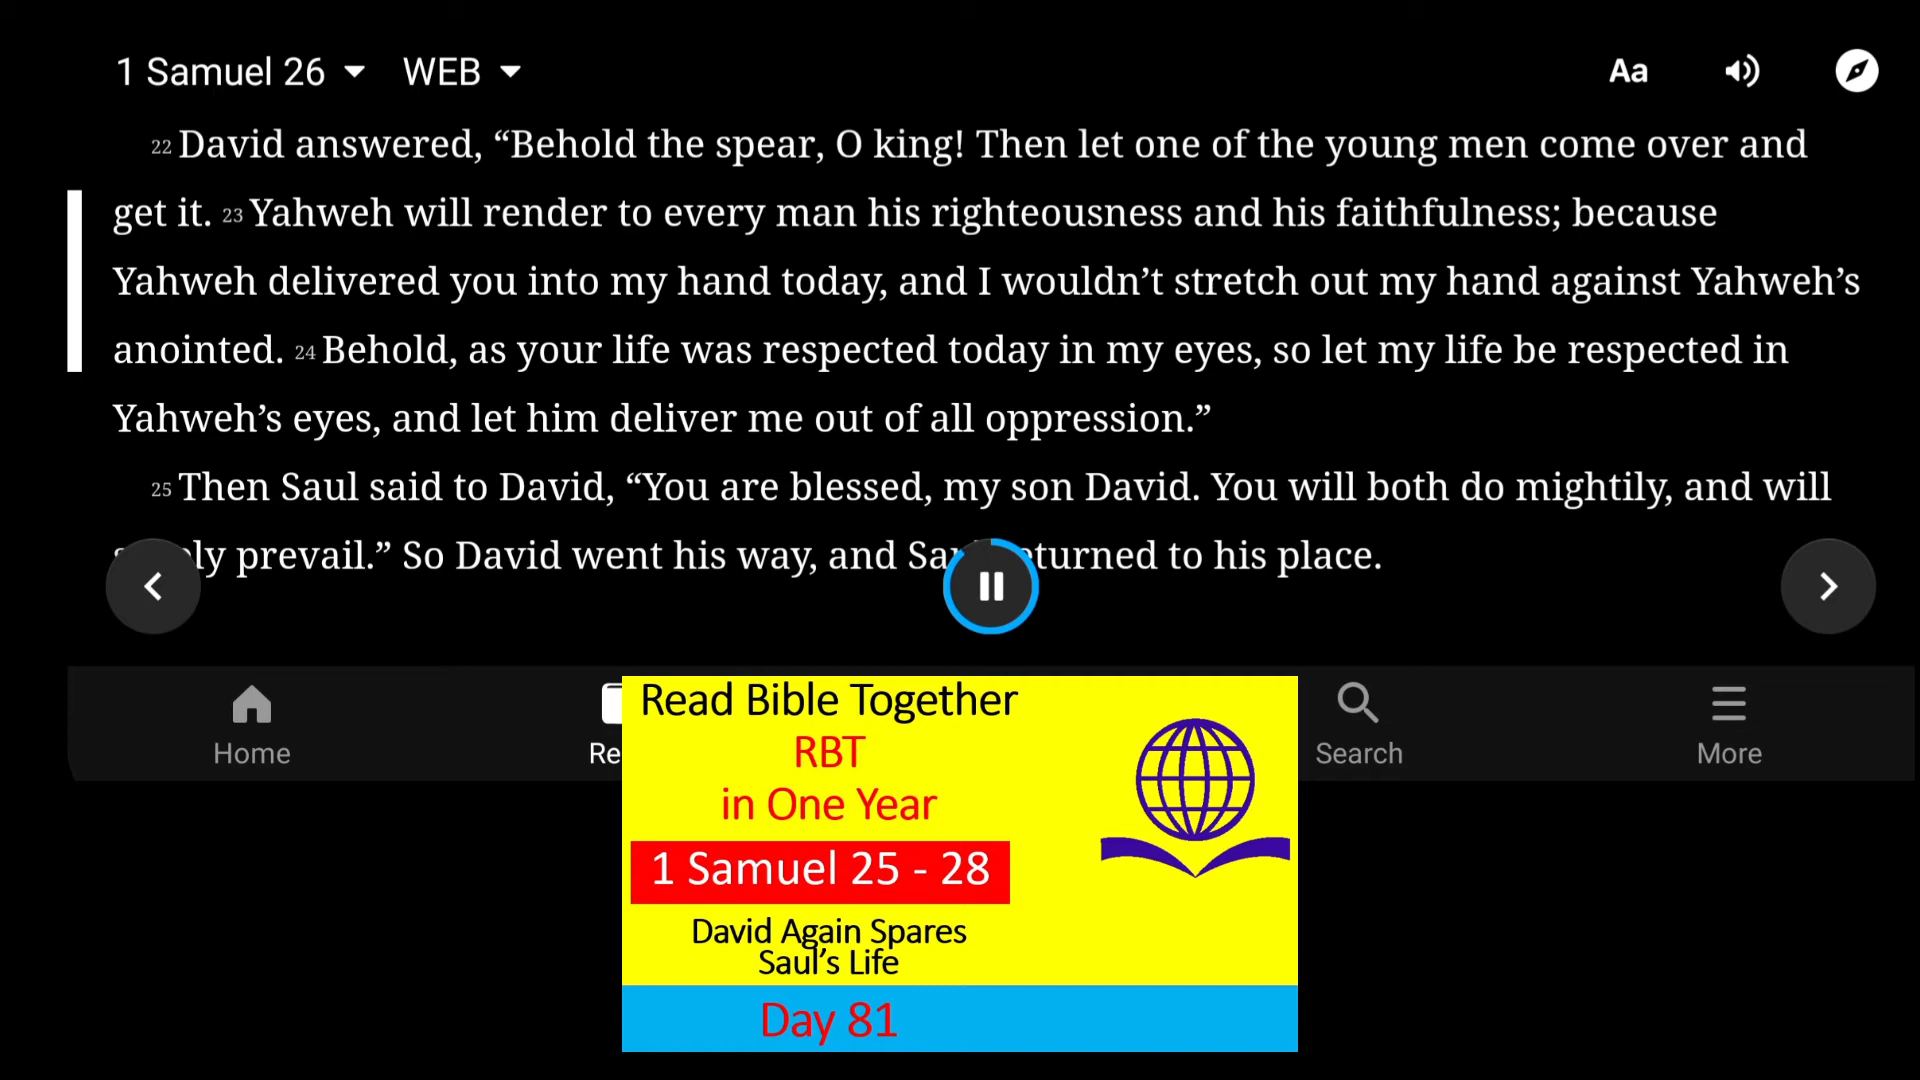 1 Samuel 26 WEB Aa
22 David answered, “Behold the spear, O king! Then let one of the young men come over and
get it. 23 Yahweh will render to every man his righteousness and his faithfulness; because
Yahweh delivered you into my hand today, and I wouldn’t stretch out my hand against Yahweh’s
anointed. 24 Behold, as your life was respected today in my eyes, so let my life be respected in
Yahweh’s eyes, and let him deliver me out of all oppression.”
25 Then Saul said to David, “You are blessed, my son David. You will both do mightily, and will
prevail.” So David went his way, and to his place.
Home Search More
Read Bible Together
RBT
in One Year
1 Samuel 25 - 28
David Again Spares
Saul’s Life
Day 81